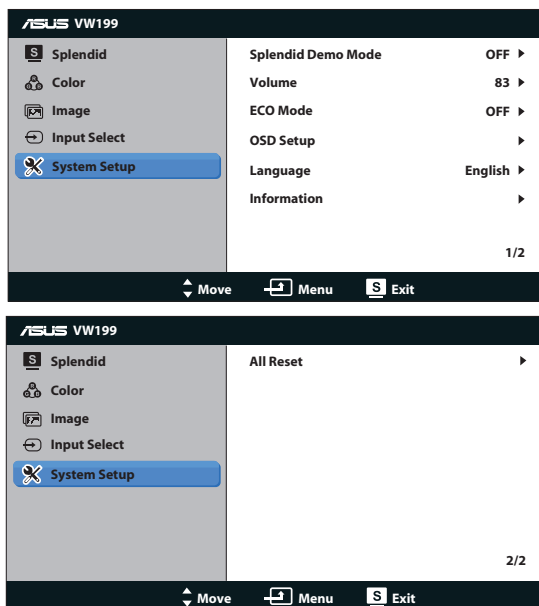 ASUS VW199
S Splendid
Color
Image
Input Select
System Setup
Splendid Demo Mode OFF
Volume 83
ECO Mode OFF
OSD Setup
Language English
Information
1/2
Move Menu S Exit
ASUS VW199
S Splendid
Color
Image
Input Select
System Setup
All Reset
2/2
Move Menu S Exit